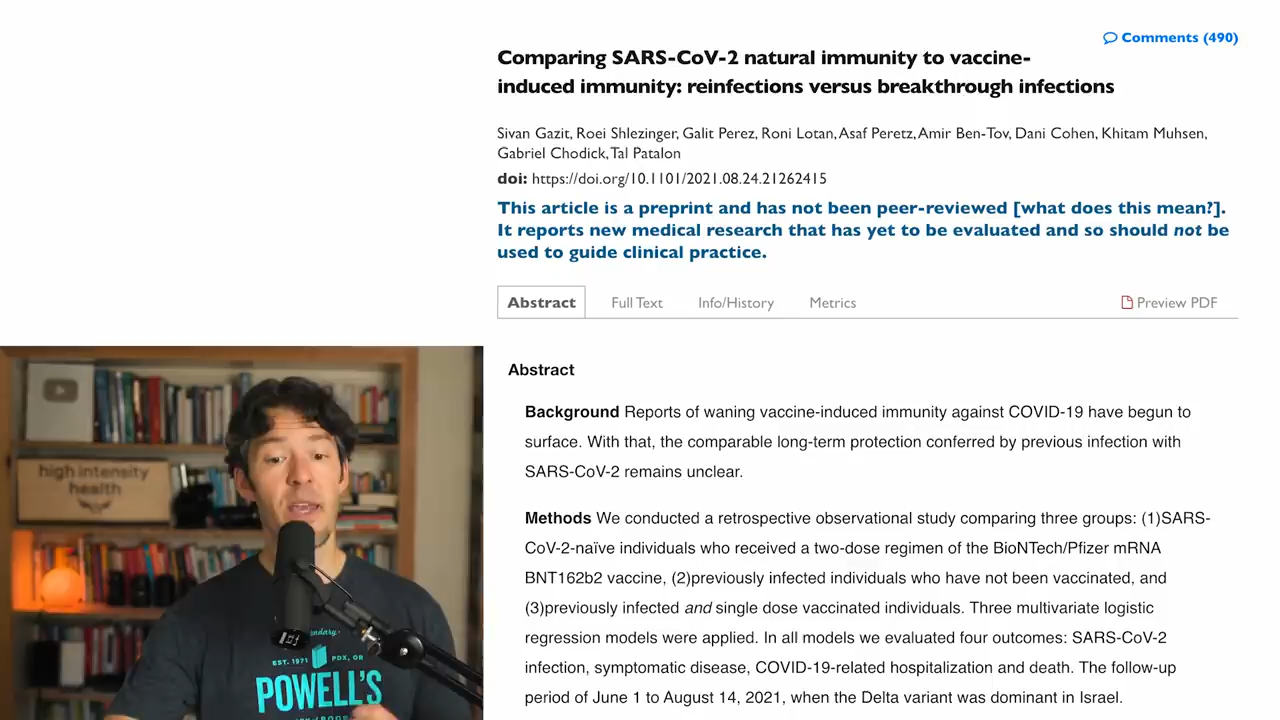 Comments (490)
Comparing SARS-CoV-2 natural immunity to vaccine-
induced immunity: reinfections versus breakthrough infections
Sivan Gazit, Roei Shlezinger, Galit Perez, Roni Lotan, Asaf Peretz, Amir Ben-Tov, Dani Cohen, Khitam Muhsen,
Gabriel Chodick, Tal Patalon
doi: https://doi.org/10.1101/2021.08.24.21262415
This article is a preprint and has not been peer-reviewed [what does this mean?].
It reports new medical research that has yet to be evaluated and so should not be
used to guide clinical practice.
Abstract Full Text Info/History Metrics Preview PDF
Abstract
Background Reports of waning vaccine-induced immunity against COVID-19 have begun to
surface. With that, the comparable long-term protection conferred by previous infection with
SARS-CoV-2 remains unclear.
Methods We conducted a retrospective observational study comparing three groups: (1)SARS-
CoV-2-naïve individuals who received a two-dose regimen of the BioNTech/Pfizer mRNA
BNT162b2 vaccine, (2)previously infected individuals who have not been vaccinated, and
(3)previously infected and single dose vaccinated individuals. Three multivariate logistic
regression models were applied. In all models we evaluated four outcomes: SARS-CoV-2
infection, symptomatic disease, COVID-19-related hospitalization and death. The follow-up
period of June 1 to August 14, 2021, when the Delta variant was dominant in Israel.
high intensity
health
EST. 1971 PDX, OR
POWELL'S